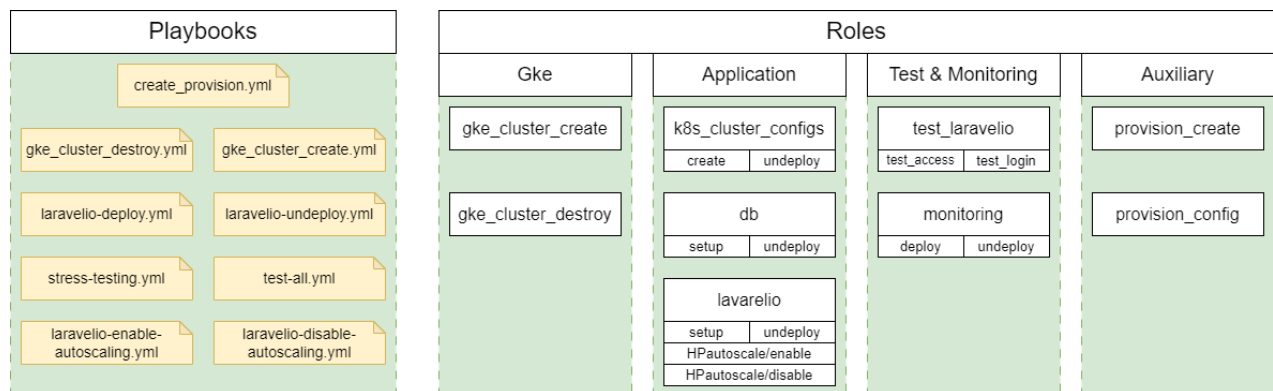 Playbooks
create_provision.yml
gke_cluster_destroy.yml
gke_cluster_create.yml
laravelio-deploy.yml
laravelio-undeploy.yml
stress-testing.yml
test-all.yml
laravelio-enable-
autoscaling.yml
laravelio-disable-
autoscaling.yml
Roles
Gke
gke_cluster_create
gke_cluster_destroy
Application
k8s_cluster_configs
create
undeploy
db
setup
undeploy
lavarelio
setup
undeploy
HPautoscale/enable
HPautoscale/disable
Test & Monitoring
test_laravelio
test_access
test_login
monitoring
deploy
undeploy
Auxiliary
provision_create
provision_config